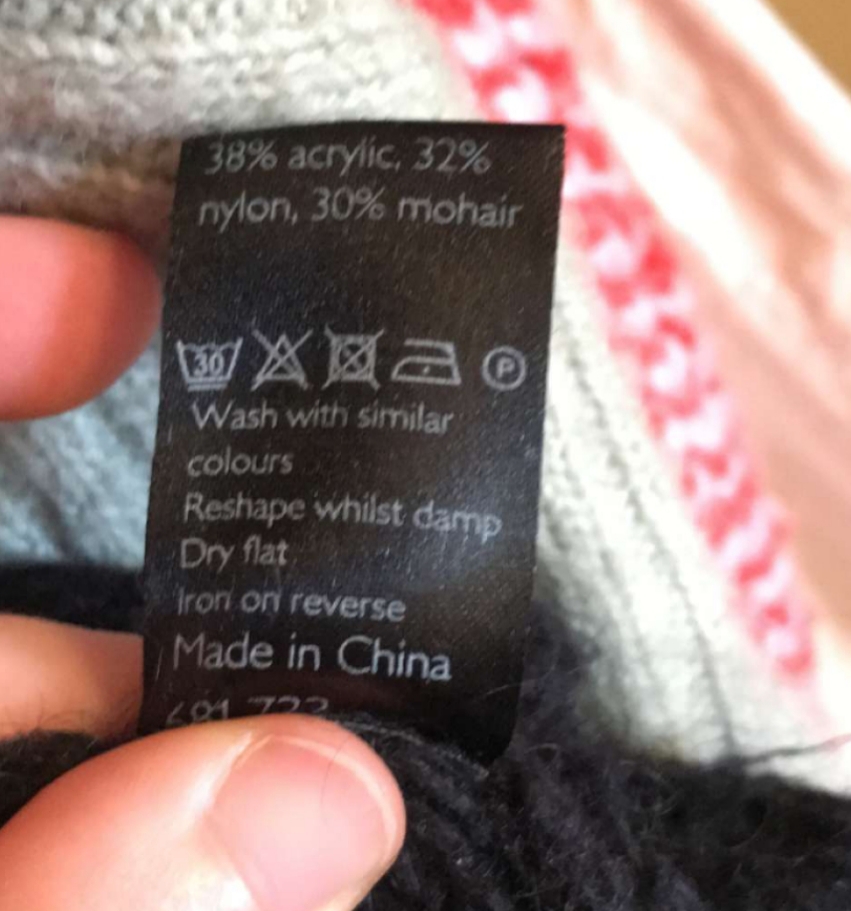 38% acrylic, 32%
nylon, 30% mohair
30 P
Wash with similar
colours
Reshape whilst damp
Dry flat
Iron on reverse
Made in China